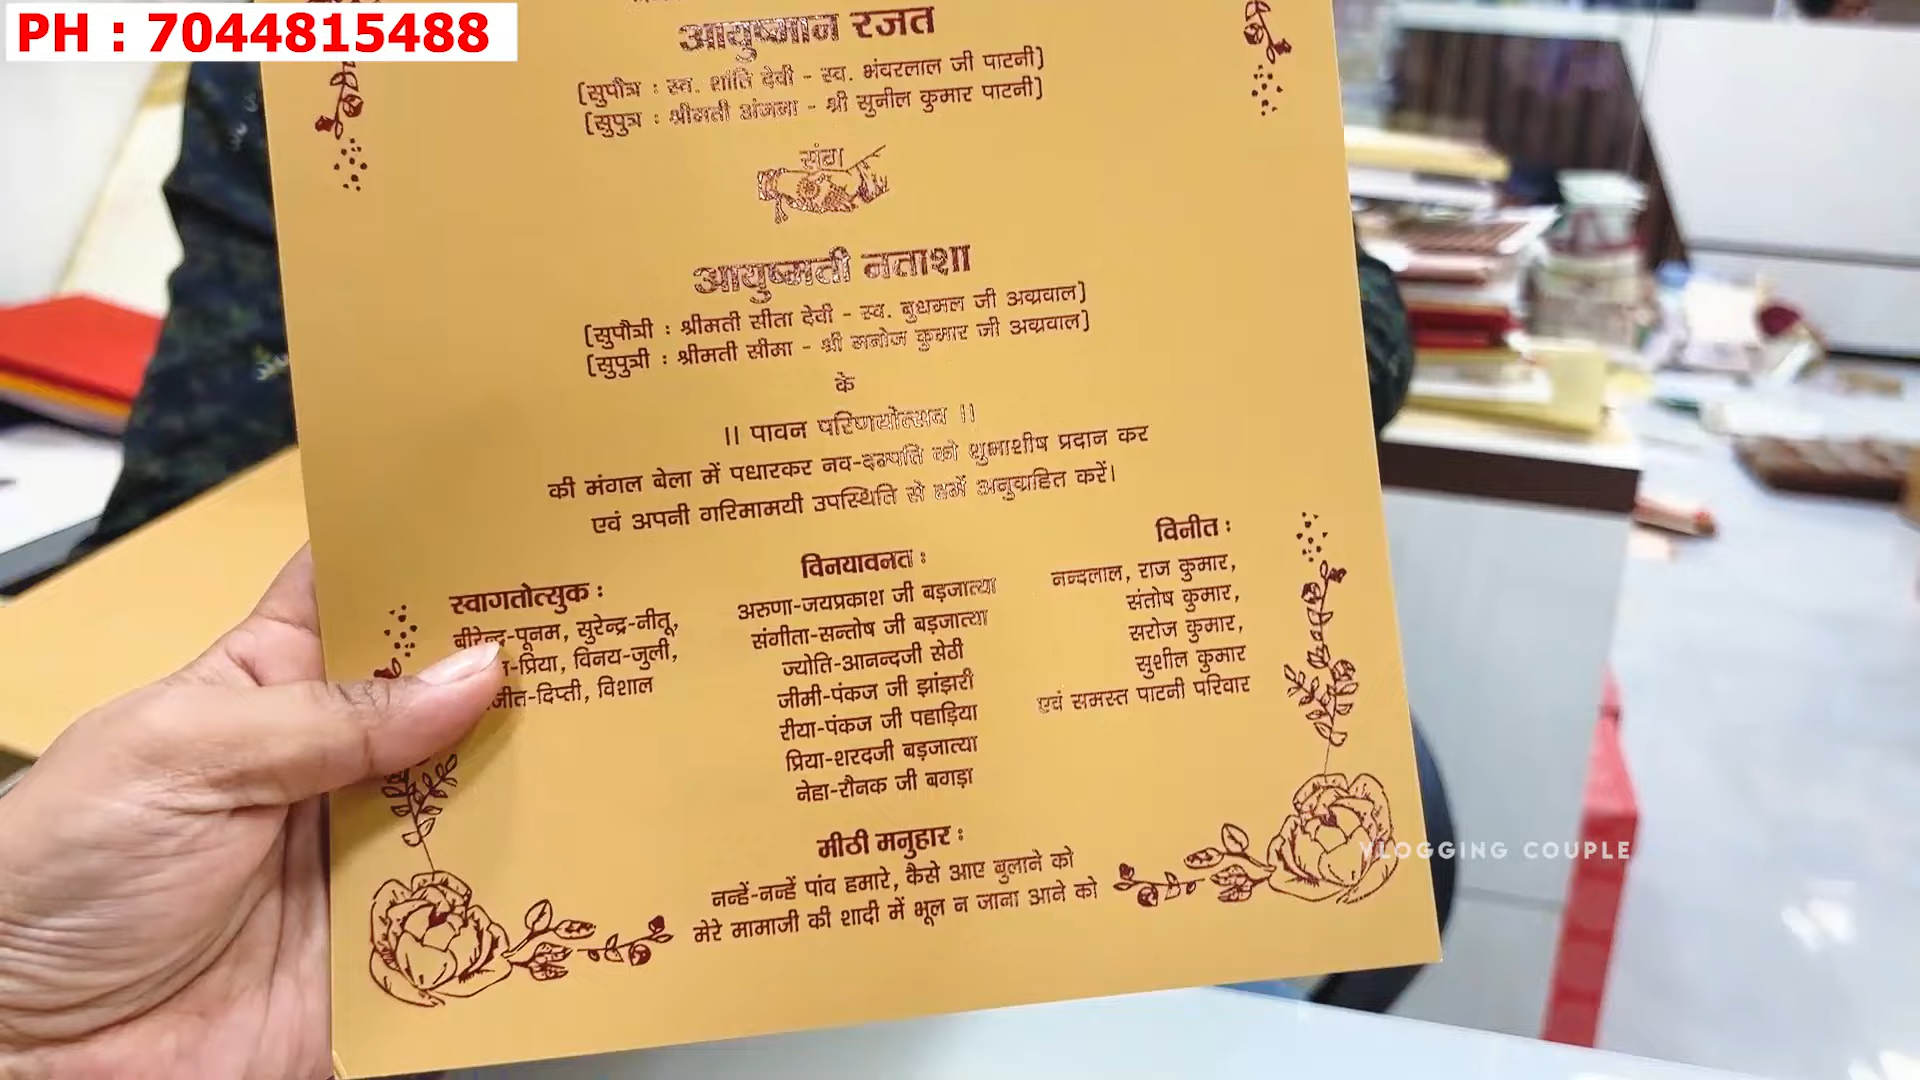 PH : 7044815488
आयुष्मान रजत
(सुपौत्र : स्व. शांति देवी - स्व. भंवरलाल जी पाटनी)
(सुपुत्र : श्रीमती अंजना - श्री सुनील कुमार पाटनी)
संग
आयुष्मती नताशा
(सुपौत्री : श्रीमती सीता देवी - स्व. बुधमल जी अग्रवाल)
(सुपुत्री : श्रीमती सीमा - श्री मनोज कुमार जी अग्रवाल)
के
|| पावन परिणयोत्सव ||
की मंगल बेला में पधारकर नव-दम्पति को शुभाशीष प्रदान कर
एवं अपनी गरिमामयी उपस्थिति से हमें अनुग्रहित करें।
स्वागतोत्सुक :
बीरेन्द्र-पूनम, सुरेन्द्र-नीतू,
-प्रिया, विनय-जुली,
-दिप्ती, विशाल
विनयावनत :
अरुणा-जयप्रकाश जी बड़जात्या
संगीता-सन्तोष जी बड़जात्या
ज्योति-आनन्दजी सेठी
जीमी-पंकज जी झांझरी
रीया-पंकज जी पहाड़िया
प्रिया-शरदजी बड़जात्या
नेहा-रौनक जी बगड़ा
विनीत :
नन्दलाल, राज कुमार,
संतोष कुमार,
सरोज कुमार,
सुशील कुमार
एवं समस्त पाटनी परिवार
मीठी मनुहार :
नन्हें-नन्हें पांव हमारे, कैसे आए बुलाने को
मेरे मामाजी की शादी में भूल न जाना आने को
VLOGGING COUPLE